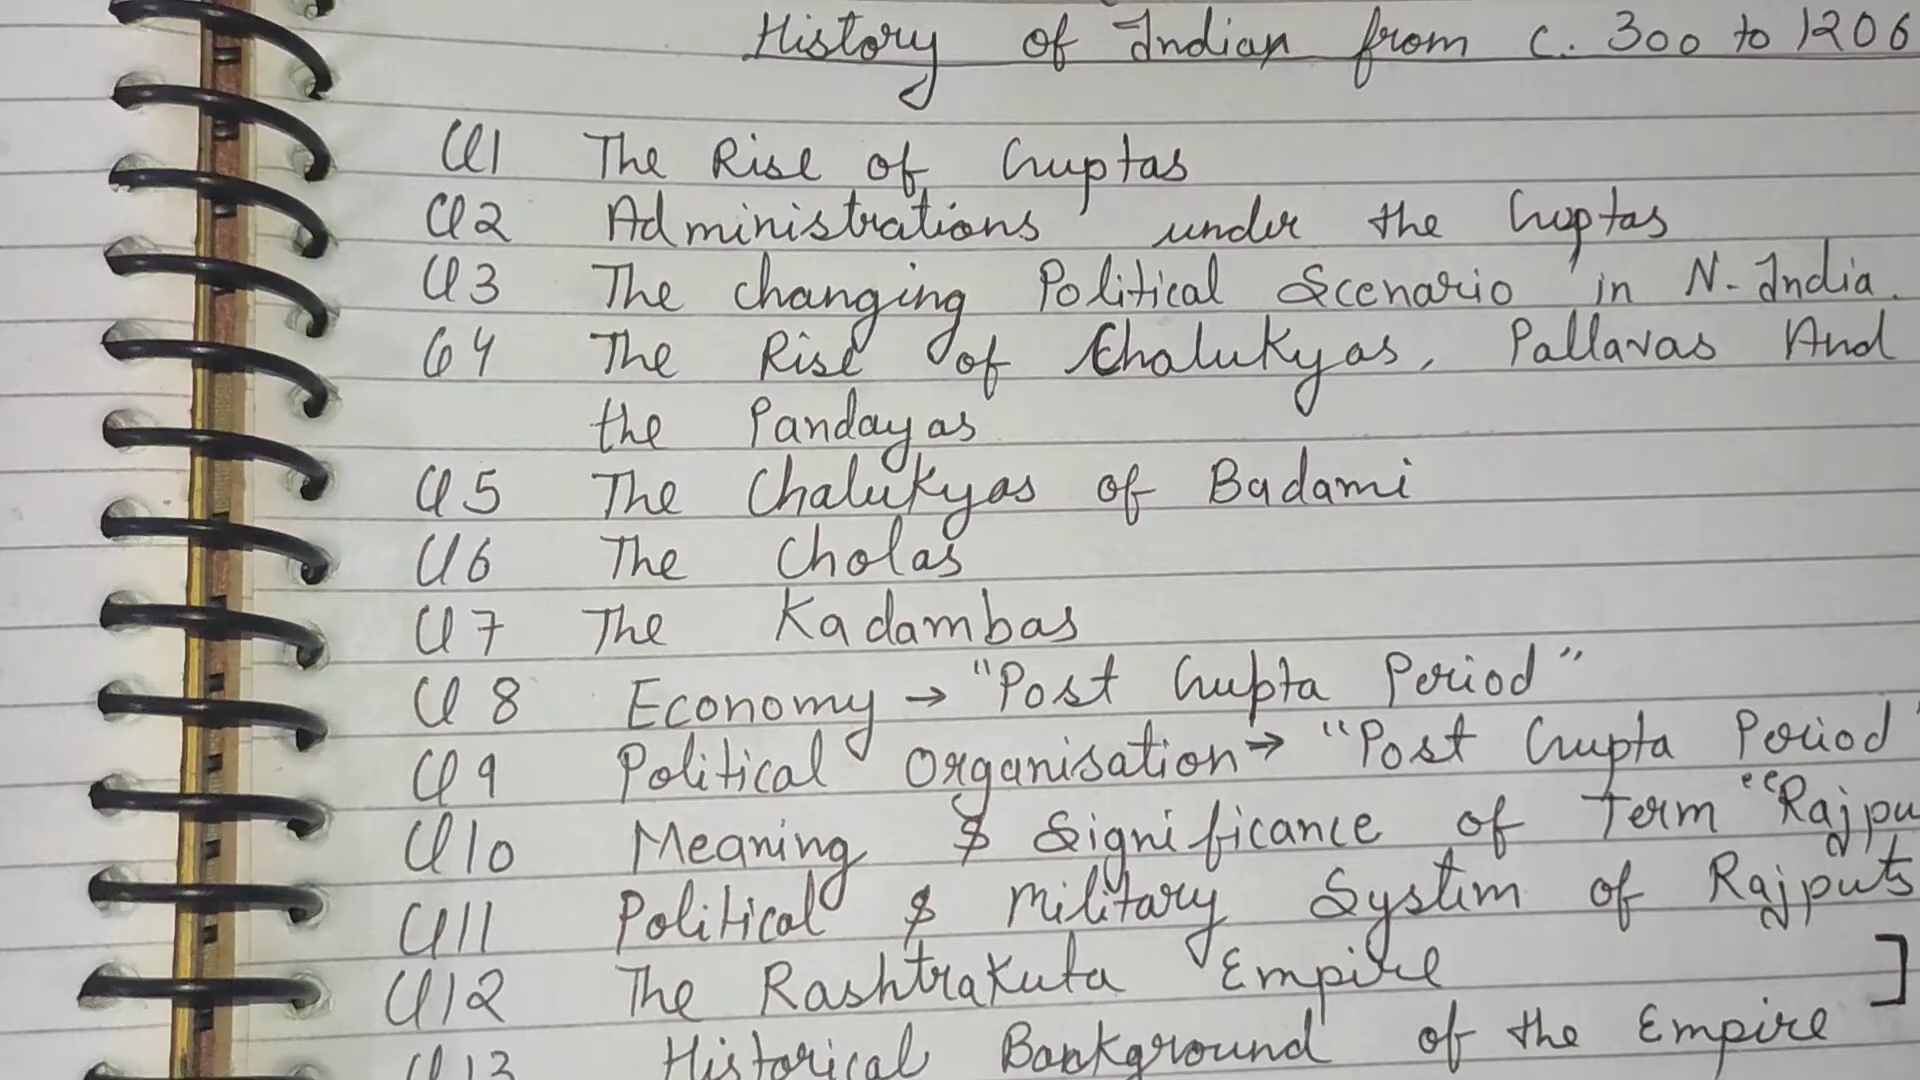 History of Indian from c. 300 to 1206
U1 The Rise of Guptas
U2 Administrations under the Guptas
U3 The changing Political Scenario in N. India.
U4 The Rise of Chalukyas, Pallavas And
the Pandayas
U5 The Chalukyas of Badami
U6 The Cholas
U7 The Kadambas
U8 Economy → "Post Gupta Period"
U9 Political Organisation → "Post Gupta Period"
U10 Meaning & Significance of Term "Rajpu
U11 Political & Military System of Rajputs
U12 The Rashtrakuta Empire ]
U13 Historical Bankground of the Empire